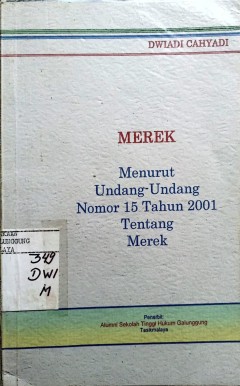 DWIADI CAHYADI
MEREK
Menurut
Undang-Undang
Nomor 15 Tahun 2001
Tentang
Merek
349
DWI
M
Penerbit:
Alumni Sekolah Tinggi Hukum Galunggung
Tasikmalaya